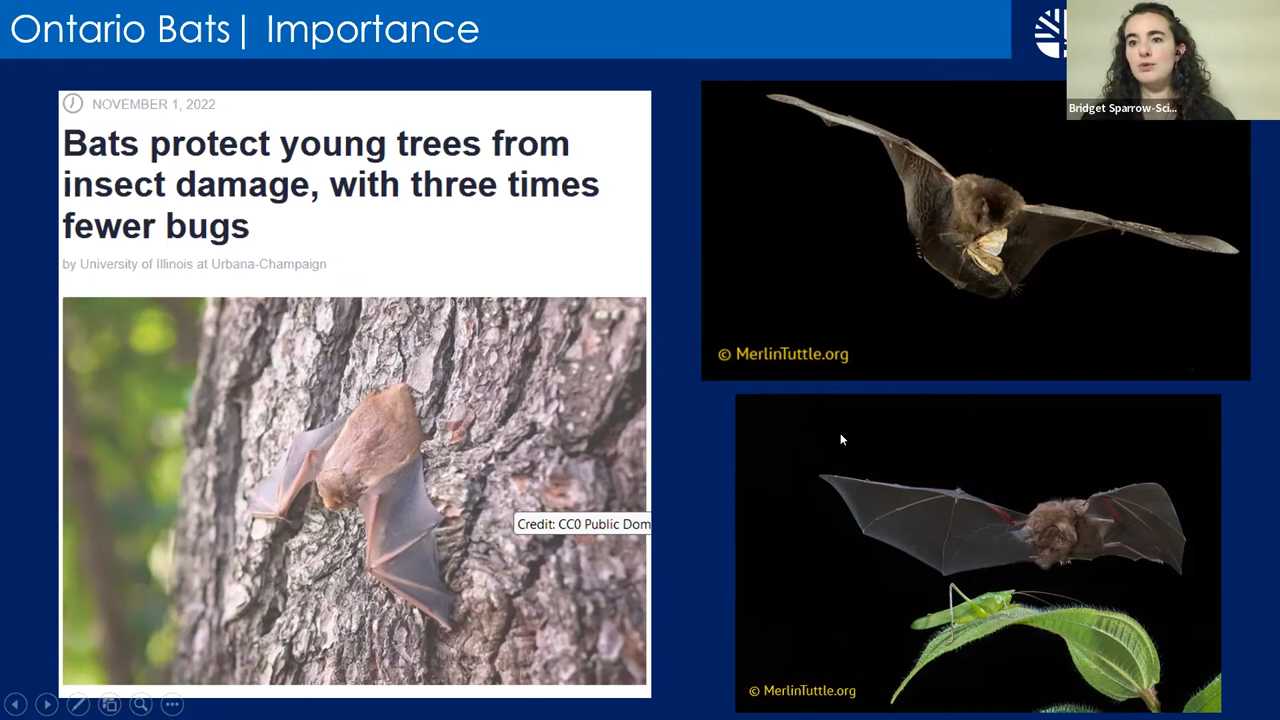 Ontario Bats| Importance
Bridget Sparrow-Sci...
NOVEMBER 1, 2022
Bats protect young trees from
insect damage, with three times
fewer bugs
by University of Illinois at Urbana-Champaign
Credit: CC0 Public Dom
© MerlinTuttle.org
© MerlinTuttle.org